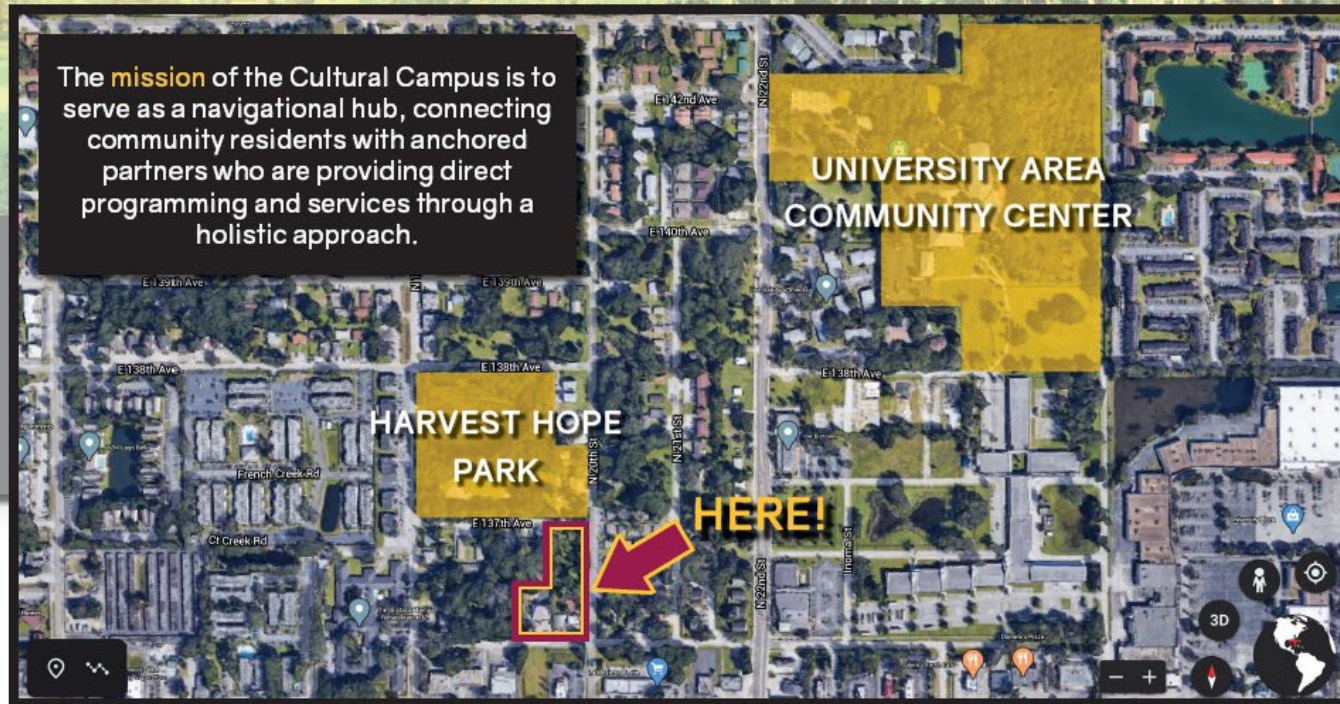 The mission of the Cultural Campus is to
serve as a navigational hub, connecting
community residents with anchored
partners who are providing direct
programming and services through a
holistic approach.
N 22nd St
E 142nd Ave
UNIVERSITY AREA
COMMUNITY CENTER
E 140th Ave
E 139th Ave
E 139th Ave
E 138th Ave
E 138th Ave
E 138th Ave
HARVEST HOPE
PARK
N 20th St
N 21st St
French Creek Rd
HERE!
E 137th Ave
Ct Creek Rd
Inorma St
N 22nd St
3D